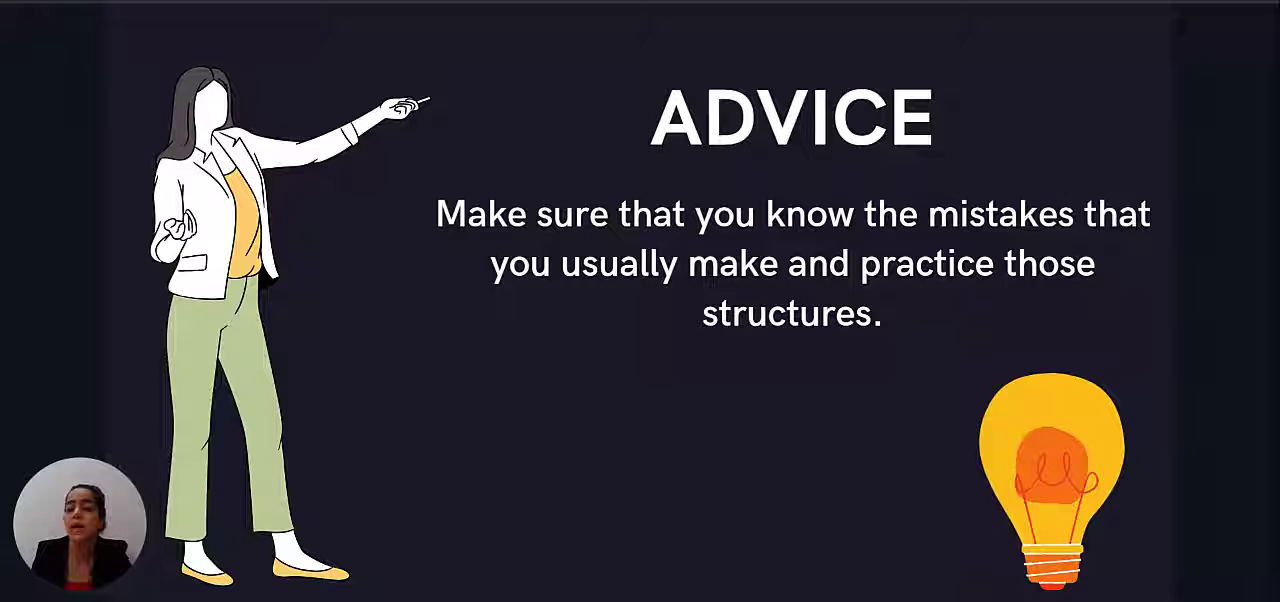 ADVICE
Make sure that you know the mistakes that
you usually make and practice those
structures.